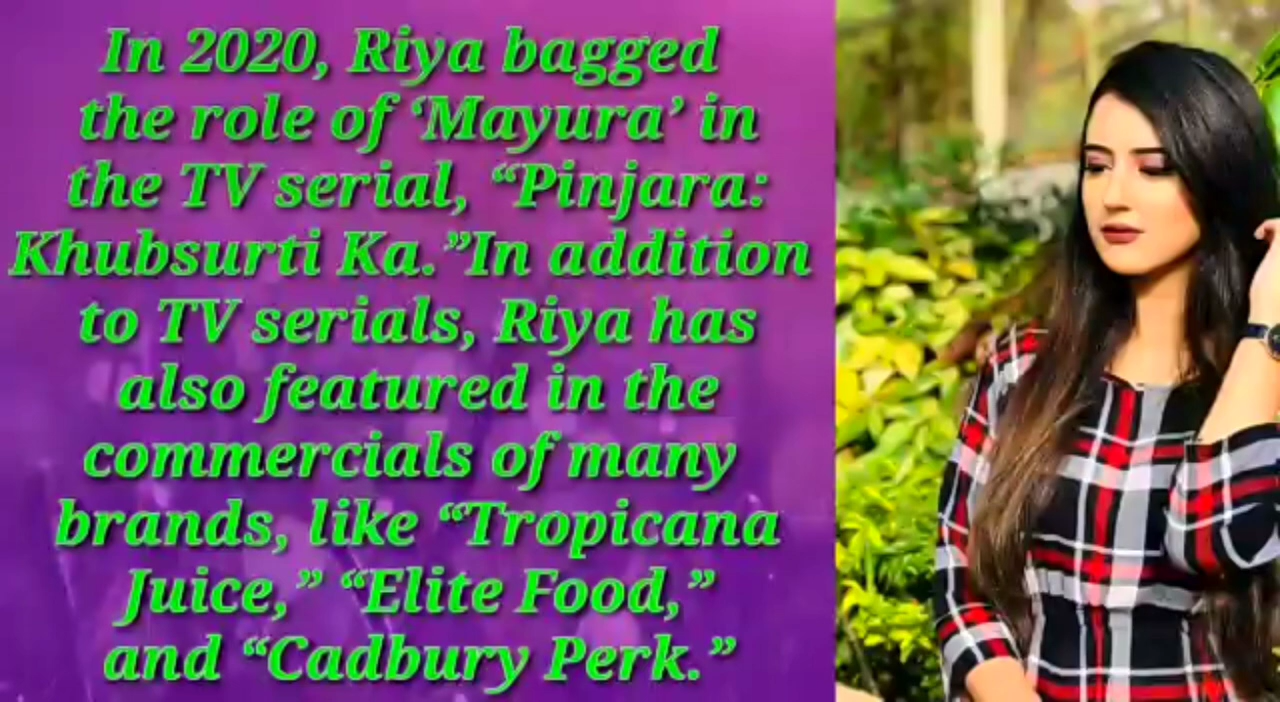 In 2020, Riya bagged
the role of ‘Mayura’ in
the TV serial, “Pinjara:
Khubsurti Ka.”In addition
to TV serials, Riya has
also featured in the
commercials of many
brands, like “Tropicana
Juice,” “Elite Food,”
and “Cadbury Perk.”